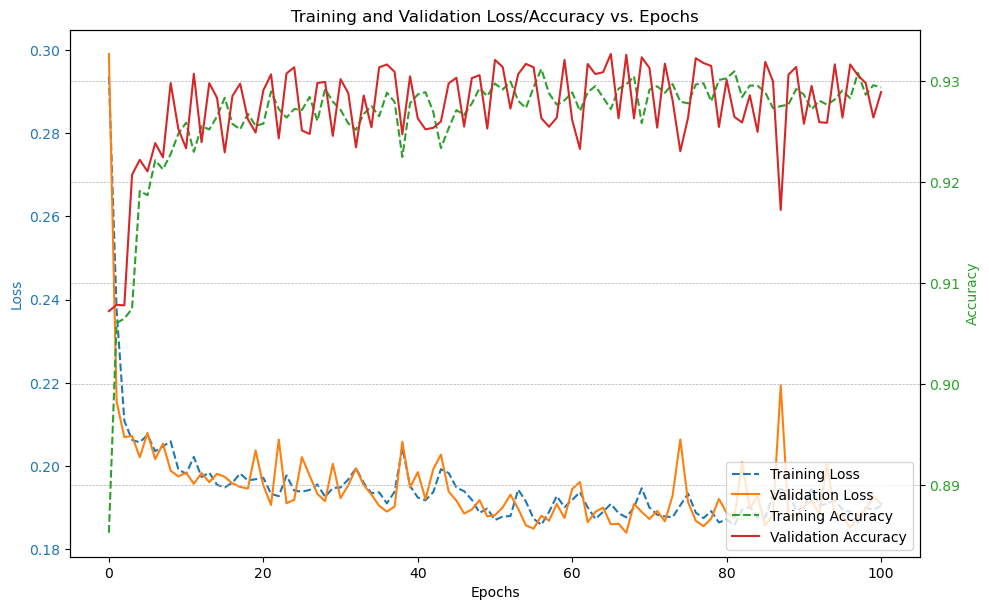 Training and Validation Loss/Accuracy vs. Epochs
0.30
0.28
0.26
0.24
0.22
0.20
0.18
Loss
0.93
0.92
0.91
0.90
0.89
Accuracy
Training Loss
Validation Loss
Training Accuracy
Validation Accuracy
0 20 40 60 80 100
Epochs